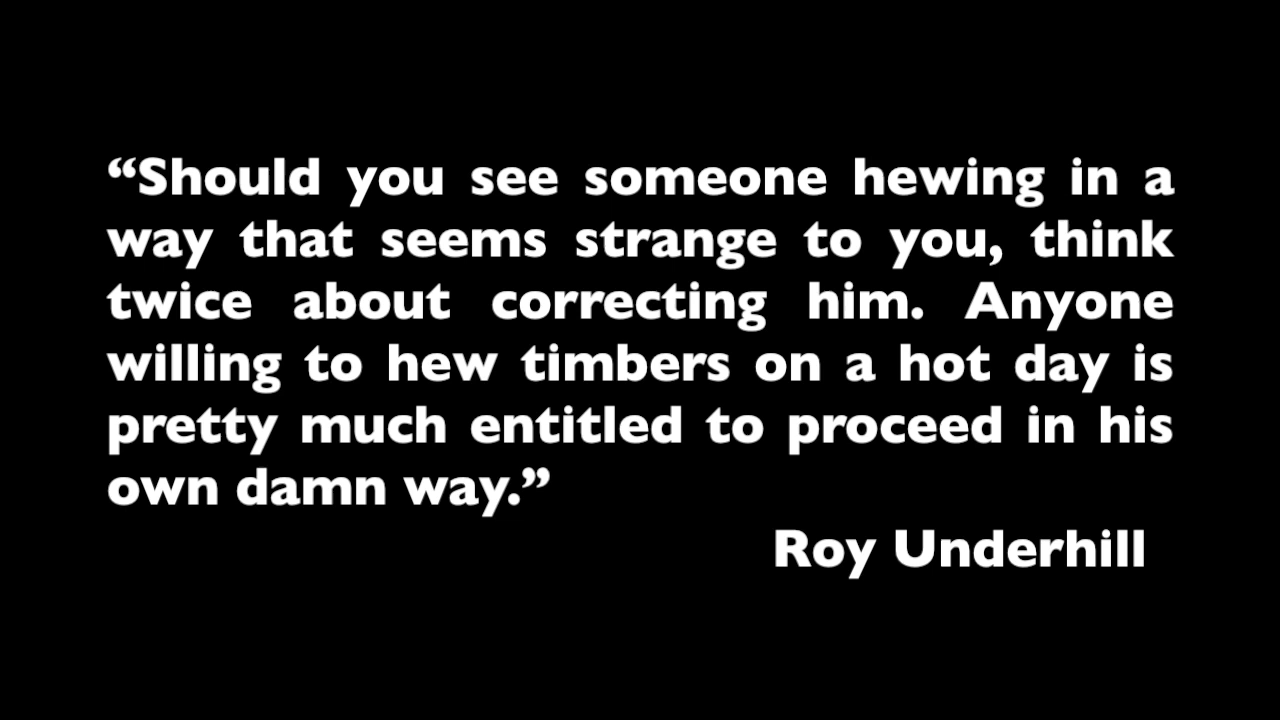 “Should you see someone hewing in a
way that seems strange to you, think
twice about correcting him. Anyone
willing to hew timbers on a hot day is
pretty much entitled to proceed in his
own damn way.”
Roy Underhill